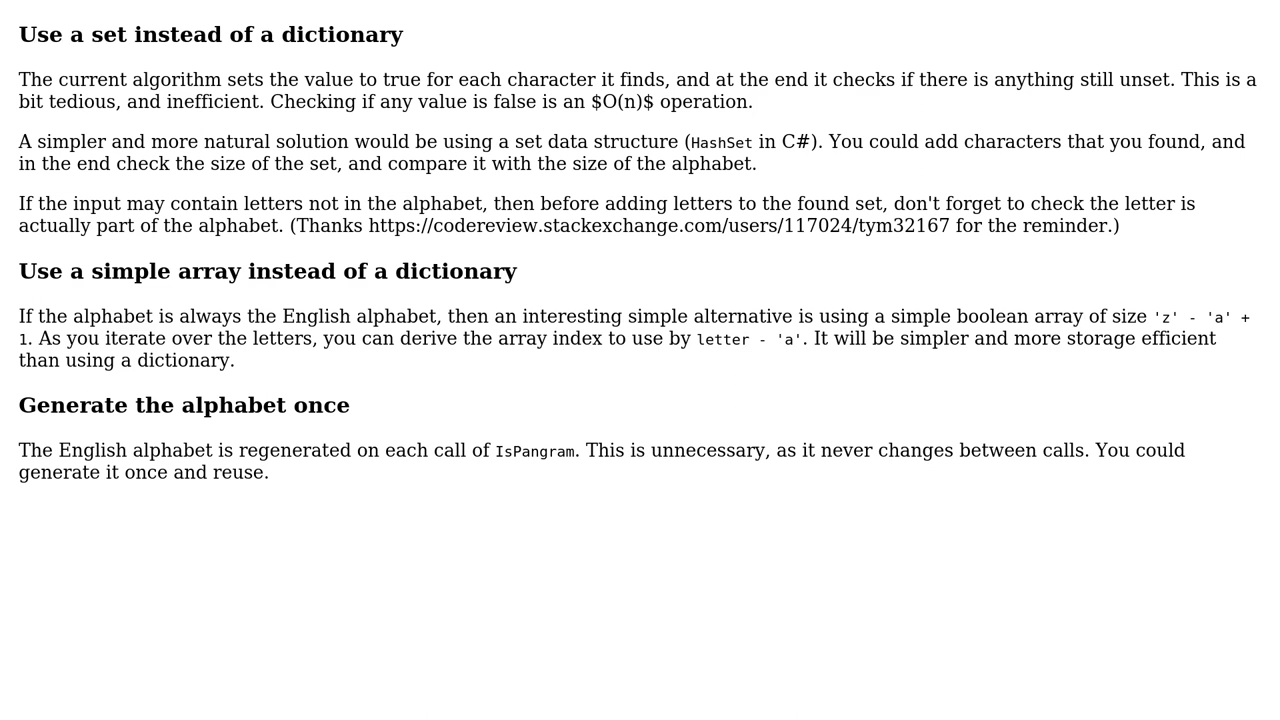 Use a set instead of a dictionary
The current algorithm sets the value to true for each character it finds, and at the end it checks if there is anything still unset. This is a
bit tedious, and inefficient. Checking if any value is false is an $O(n)$ operation.
A simpler and more natural solution would be using a set data structure (HashSet in C#). You could add characters that you found, and
in the end check the size of the set, and compare it with the size of the alphabet.
If the input may contain letters not in the alphabet, then before adding letters to the found set, don't forget to check the letter is
actually part of the alphabet. (Thanks https://codereview.stackexchange.com/users/117024/tym32167 for the reminder.)
Use a simple array instead of a dictionary
If the alphabet is always the English alphabet, then an interesting simple alternative is using a simple boolean array of size 'z' - 'a' +
1. As you iterate over the letters, you can derive the array index to use by letter - 'a'. It will be simpler and more storage efficient
than using a dictionary.
Generate the alphabet once
The English alphabet is regenerated on each call of IsPangram. This is unnecessary, as it never changes between calls. You could
generate it once and reuse.